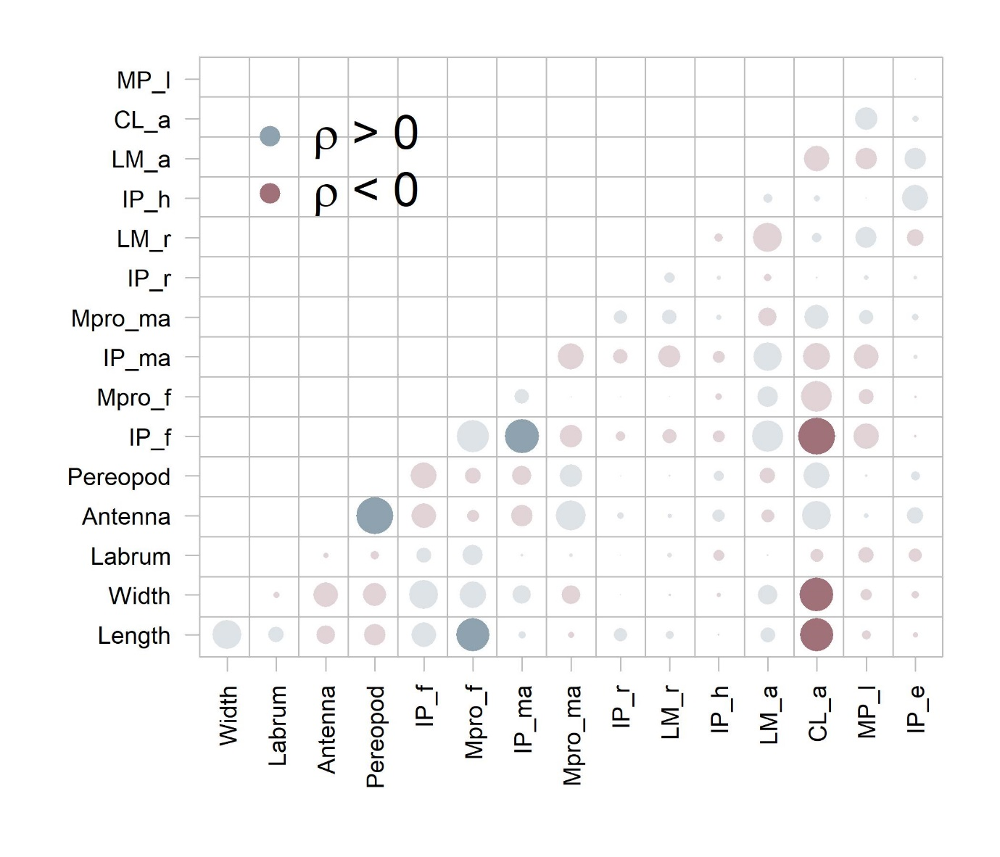 MP_l
CL_a
ρ > 0
LM_a
ρ < 0
IP_h
LM_r
IP_r
Mpro_ma
IP_ma
Mpro_f
IP_f
Pereopod
Antenna
Labrum
Width
Length
Width
Labrum
Antenna
Pereopod
IP_f
Mpro_f
IP_ma
Mpro_ma
IP_r
LM_r
IP_h
LM_a
CL_a
MP_l
IP_e